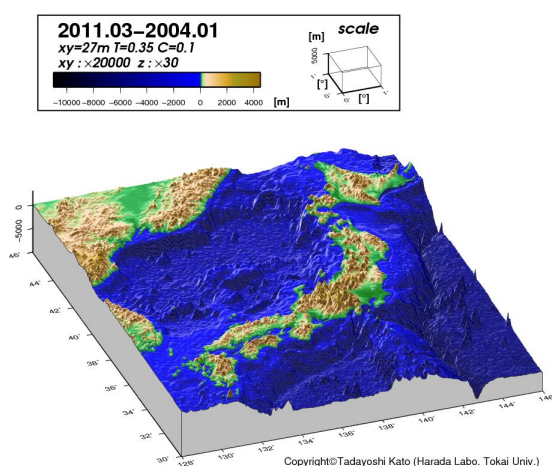 2011.03-2004.01
xy=27m T=0.35 C=0.1
xy : ×20000 z : ×30
-10000 -8000 -6000 -4000 -2000 0 2000 4000 [m]
scale
[m]
5000
0
[°] [°]
0° 0°
1° 1°
0
-5000
46°
44°
42°
40°
38°
36°
34°
32°
30°
128° 130° 132° 134° 136° 138° 140° 142° 144° 146°
Copyright©Tadayoshi Kato (Harada Labo. Tokai Univ.)